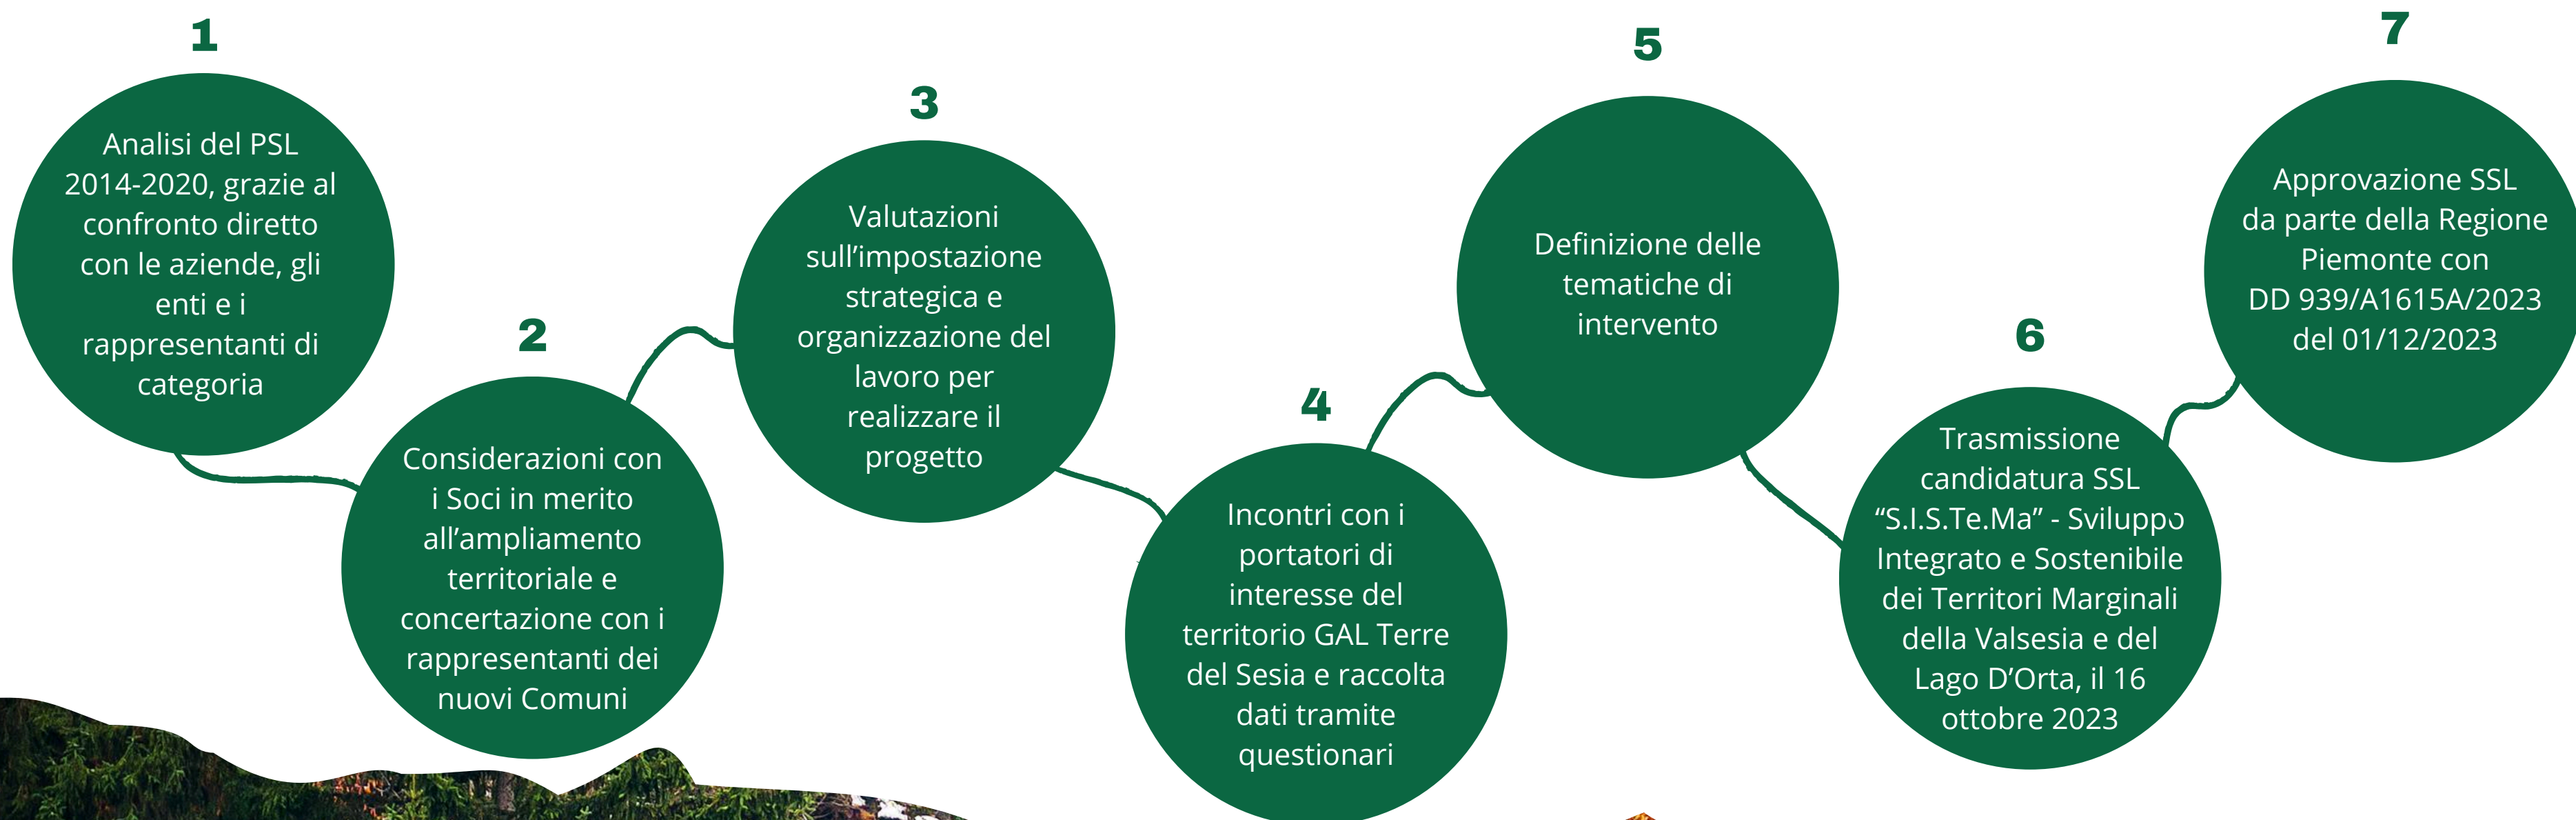 1
Analisi del PSL
2014-2020, grazie al
confronto diretto
con le aziende, gli
enti e i
rappresentanti di
categoria
2
Considerazioni con
i Soci in merito
all’ampliamento
territoriale e
concertazione con i
rappresentanti dei
nuovi Comuni
3
Valutazioni
sull’impostazione
strategica e
organizzazione del
lavoro per
realizzare il
progetto
4
Incontri con i
portatori di
interesse del
territorio GAL Terre
del Sesia e raccolta
dati tramite
questionari
5
Definizione delle
tematiche di
intervento
6
Trasmissione
candidatura SSL
“S.I.S.Te.Ma” - Sviluppo
Integrato e Sostenibile
dei Territori Marginali
della Valsesia e del
Lago D’Orta, il 16
ottobre 2023
7
Approvazione SSL
da parte della Regione
Piemonte con
DD 939/A1615A/2023
del 01/12/2023